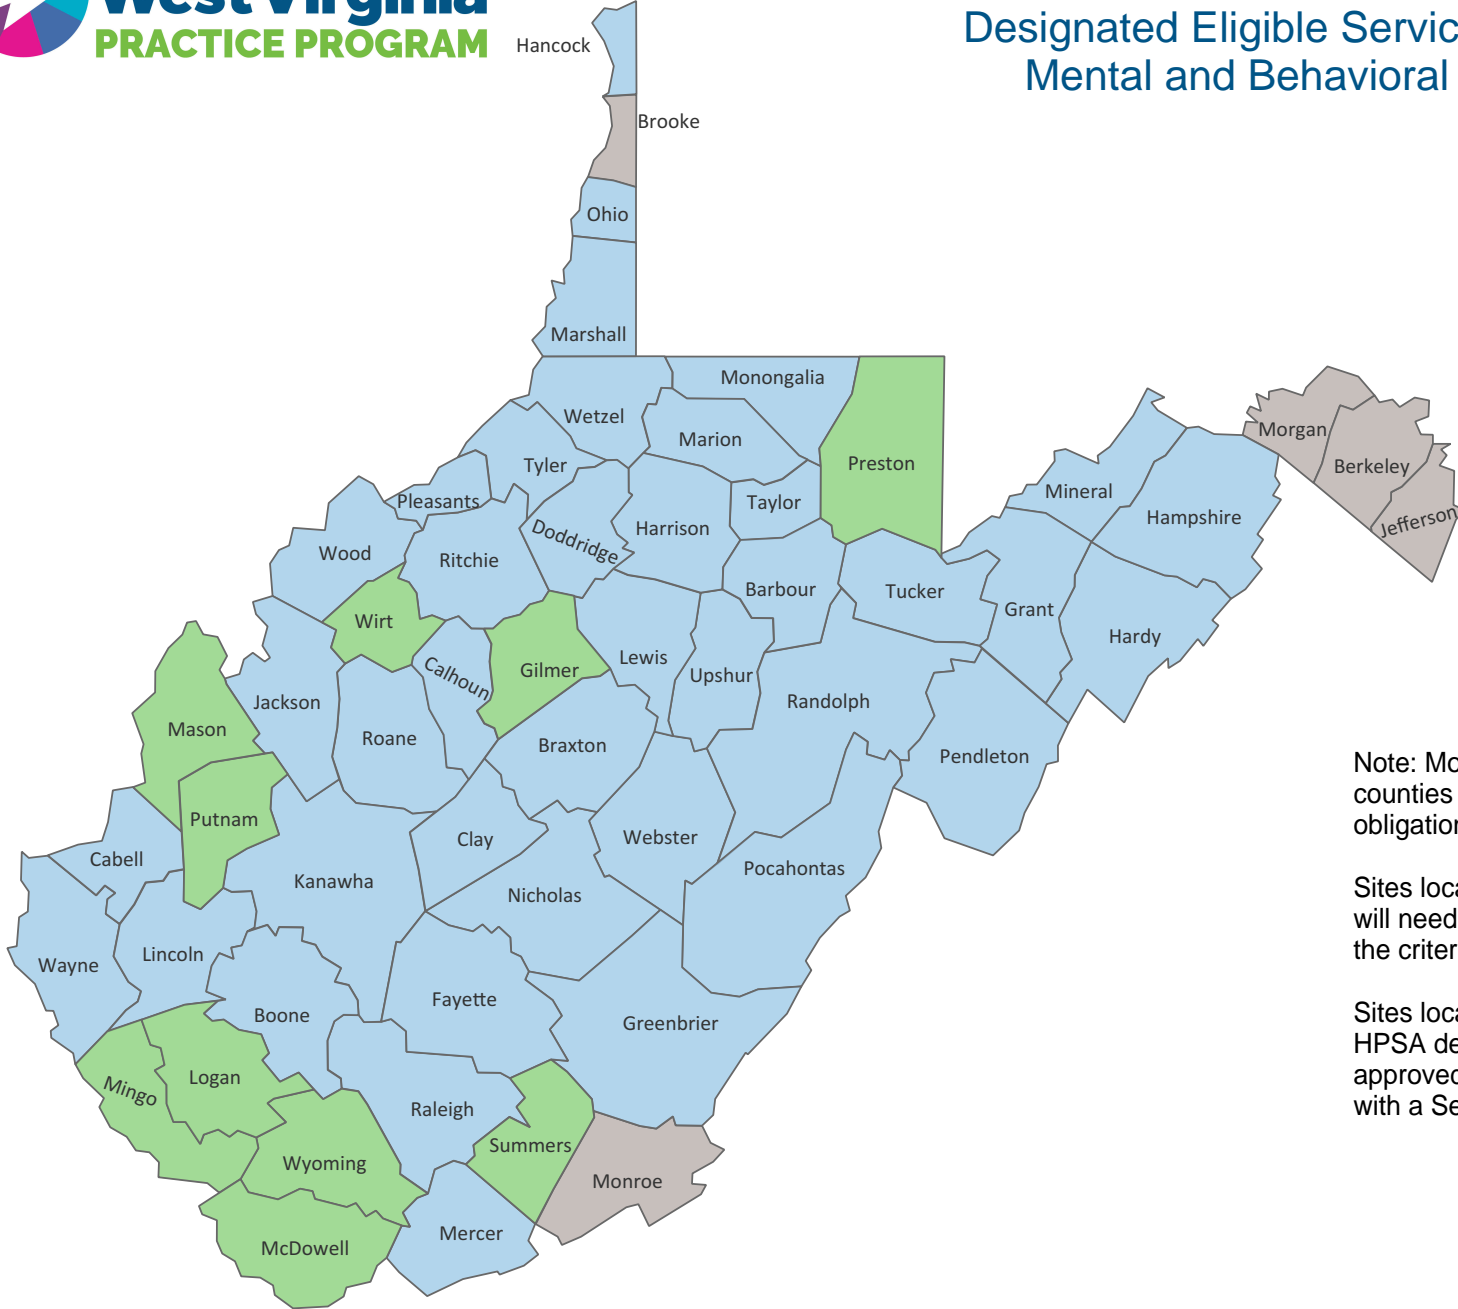 West Virginia
PRACTICE PROGRAM
Designated Eligible Servic
Mental and Behavioral
Hancock
Brooke
Ohio
Marshall
Monongalia
Wetzel
Marion
Preston
Tyler
Pleasants
Taylor
Harrison
Doddridge
Wood
Ritchie
Barbour
Tucker
Mineral
Hampshire
Morgan
Berkeley
Jefferson
Grant
Hardy
Wirt
Gilmer
Calhoun
Lewis
Upshur
Randolph
Pendleton
Jackson
Mason
Roane
Braxton
Putnam
Clay
Webster
Cabell
Kanawha
Nicholas
Pocahontas
Wayne
Lincoln
Boone
Fayette
Greenbrier
Mingo
Logan
Raleigh
Summers
Wyoming
Monroe
McDowell
Mercer
Note: Mo
counties
obligation
Sites loca
will need
the criter
Sites loca
HPSA de
approved
with a Se